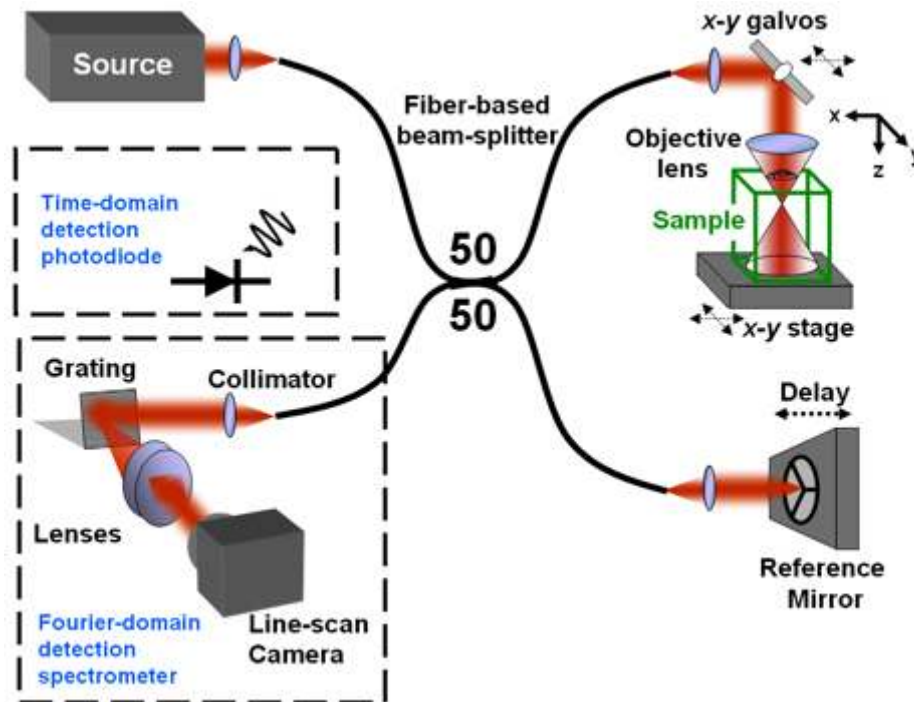 Source
x-y galvos
Fiber-based
beam-splitter
x
y
z
Objective
lens
Sample
Time-domain
detection
photodiode
50
50
x-y stage
Grating
Collimator
Delay
Lenses
Reference
Mirror
Fourier-domain
detection
spectrometer
Line-scan
Camera